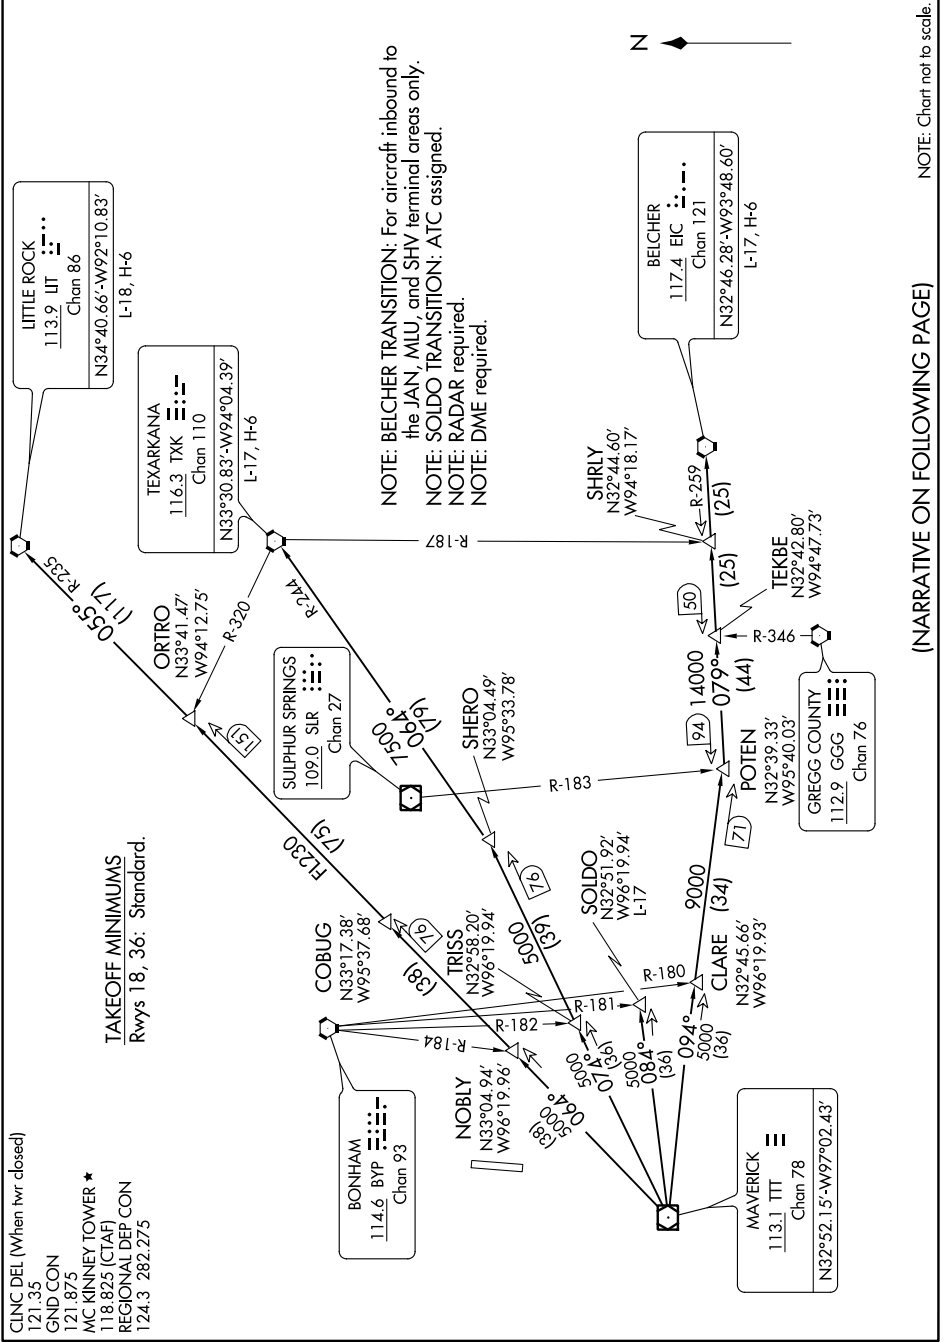 CLNC DEL (When twr closed)
121.35
GND CON
121.875
MC KINNEY TOWER ★
118.825 (CTAF)
REGIONAL DEP CON
124.3 282.275
TAKEOFF MINIMUMS
Rwys 18, 36: Standard.
LITTLE ROCK
113.9 LIT
Chan 86
N34°40.66′-W92°10.83′
L-18, H-6
TEXARKANA
116.3 TXK
Chan 110
N33°30.83′-W94°04.39′
L-17, H-6
R-235
055°
(117)
ORTRO
N33°41.47′
W94°12.75′
R-320
151
FL230
(75)
SULPHUR SPRINGS
109.0 SLR
Chan 27
R-244
7500
064°
(79)
SHERO
N33°04.49′
W95°33.78′
COBUG
N33°17.38′
W95°37.68′
76
(38)
76
5000
(39)
TRISS
N32°58.20′
W96°19.94′
BONHAM
114.6 BYP
Chan 93
R-184
R-182
R-181
R-180
NOBLY
N33°04.94′
W96°19.96′
SOLDO
N32°51.92′
W96°19.94′
L-17
5000
064°
(38)
5000
074°
(36)
5000
084°
(36)
094°
5000
(36)
MAVERICK
113.1 TTT
Chan 78
N32°52.15′-W97°02.43′
CLARE
N32°45.66′
W96°19.93′
9000
(34)
71
R-183
POTEN
N32°39.33′
W95°40.03′
94
14000
079°
(44)
GREGG COUNTY
112.9 GGG
Chan 76
R-346
TEKBE
N32°42.80′
W94°47.73′
50
(25)
R-187
SHRLY
N32°44.60′
W94°18.17′
R-259
(25)
BELCHER
117.4 EIC
Chan 121
N32°46.28′-W93°48.60′
L-17, H-6
NOTE: BELCHER TRANSITION: For aircraft inbound to
the JAN, MLU, and SHV terminal areas only.
NOTE: SOLDO TRANSITION: ATC assigned.
NOTE: RADAR required.
NOTE: DME required.
N
(NARRATIVE ON FOLLOWING PAGE)
NOTE: Chart not to scale.